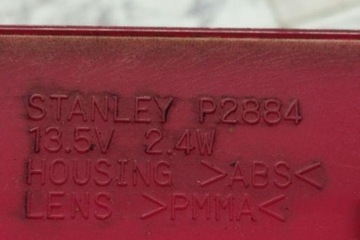 STANLEY P2884
13.5V 2.4W
HOUSING >ABS<
LENS >PMMA<